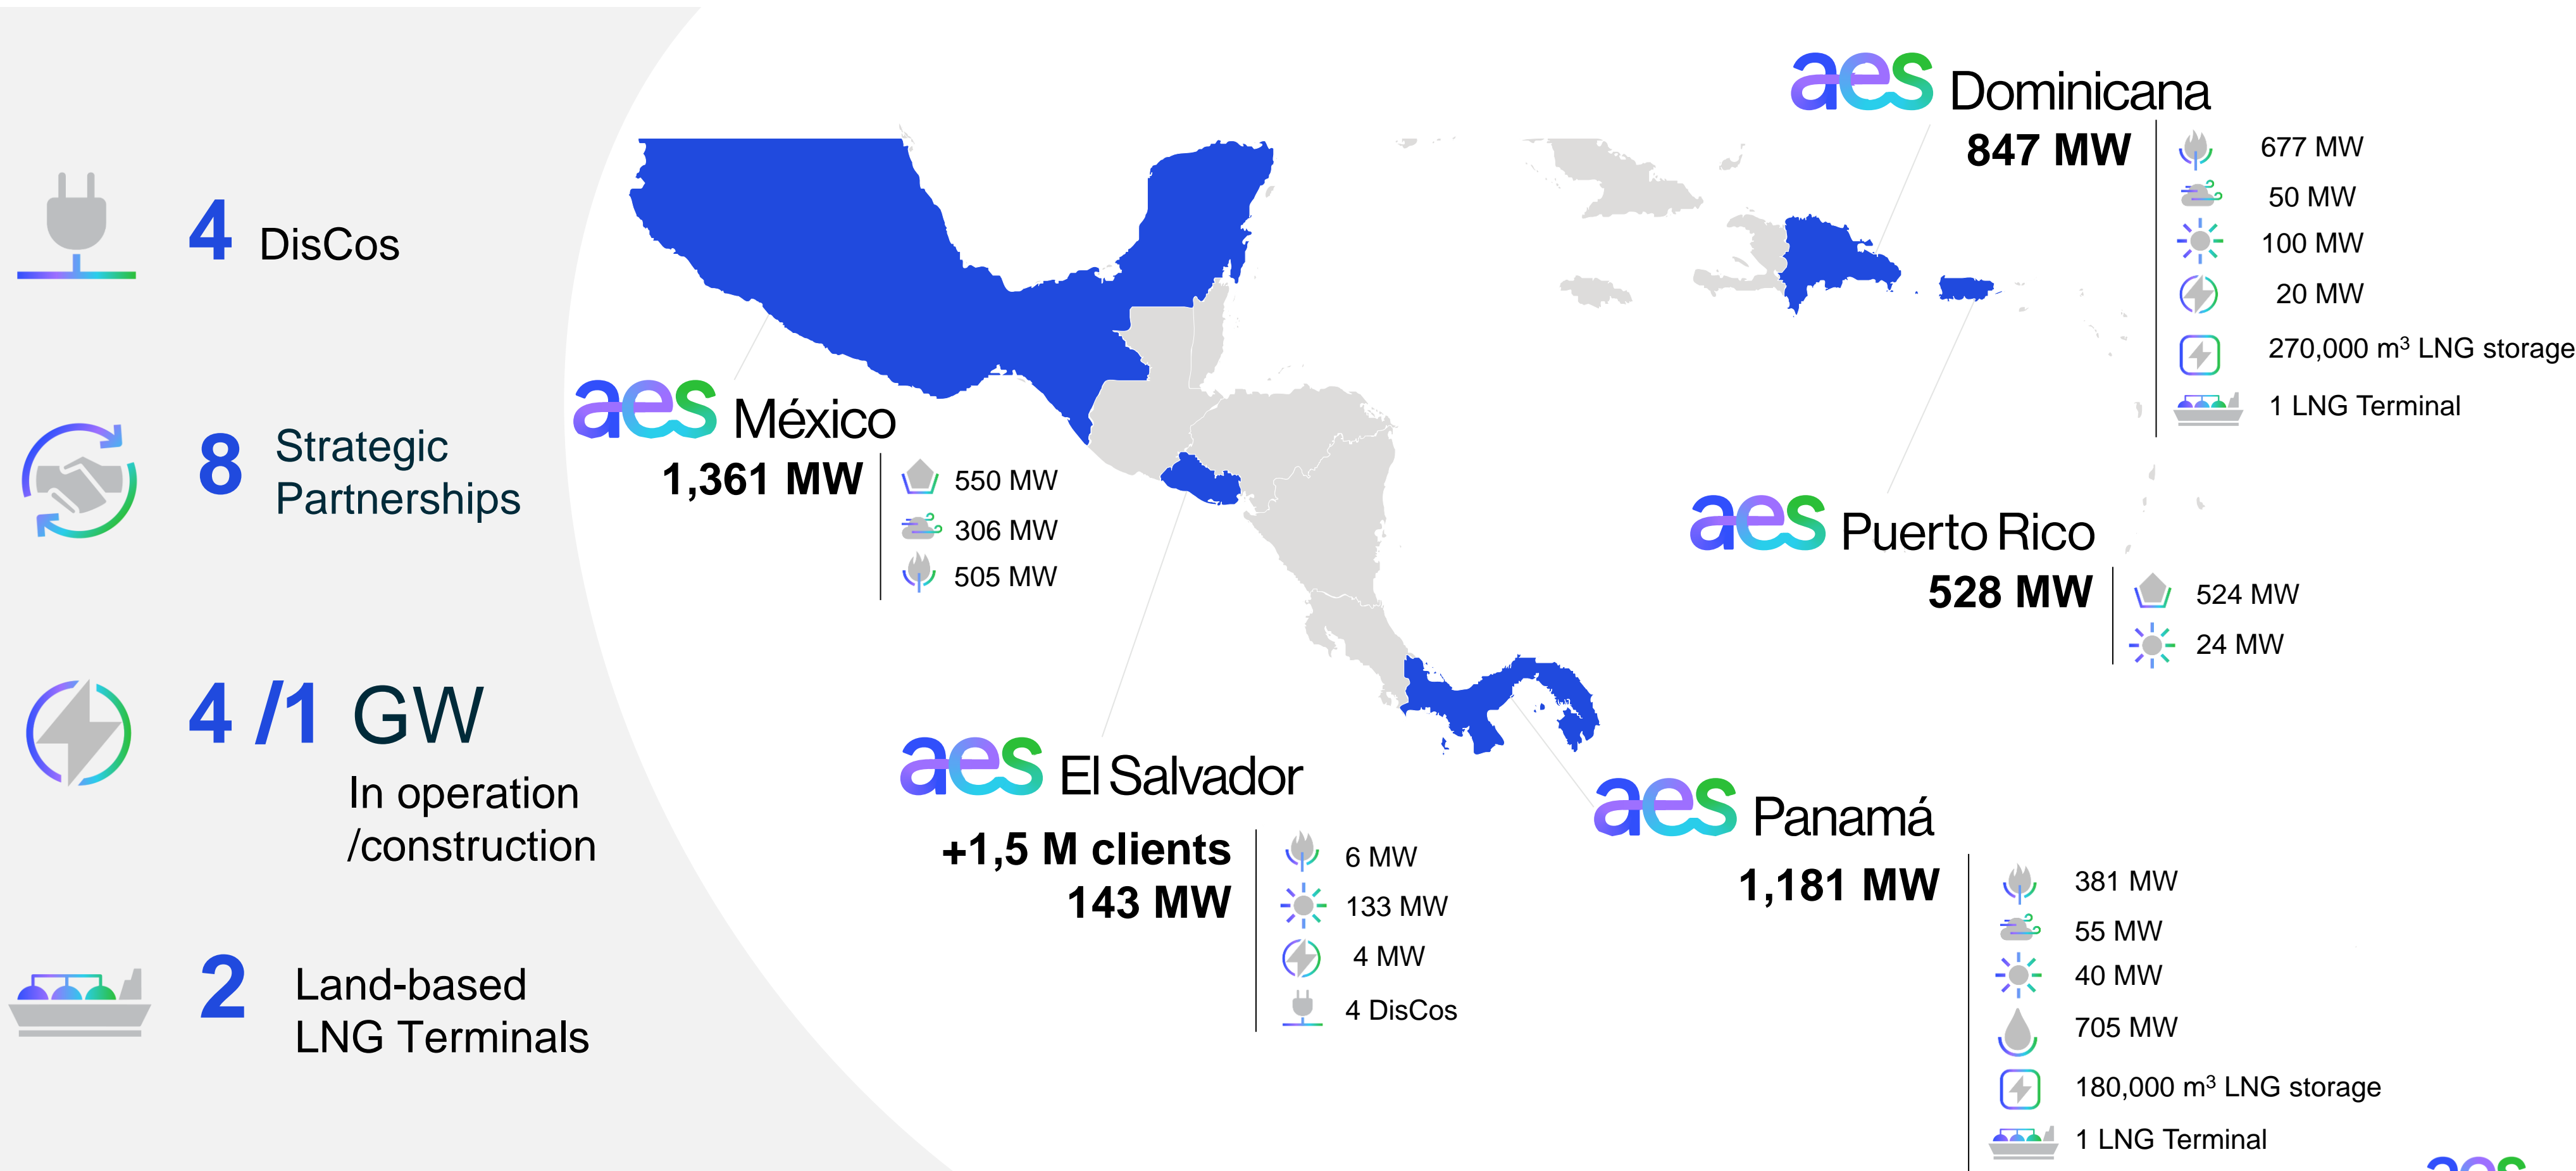 4 DisCos
8 Strategic
Partnerships
4 /1 GW
In operation
/construction
2 Land-based
LNG Terminals
aes México
1,361 MW
550 MW
306 MW
505 MW
aes El Salvador
+1,5 M clients
143 MW
6 MW
133 MW
4 MW
4 DisCos
aes Dominicana
847 MW
677 MW
50 MW
100 MW
20 MW
270,000 m³ LNG storage
1 LNG Terminal
aes Puerto Rico
528 MW
524 MW
24 MW
aes Panamá
1,181 MW
381 MW
55 MW
40 MW
705 MW
180,000 m³ LNG storage
1 LNG Terminal
aes